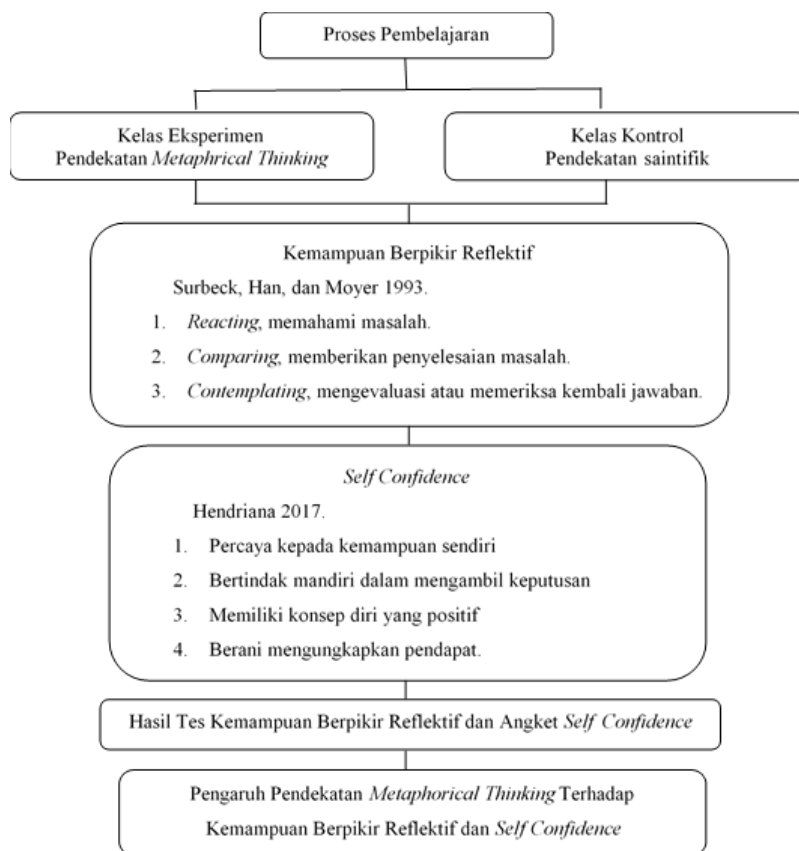 Proses Pembelajaran
Kelas Eksperimen
Pendekatan Metaphrical Thinking
Kelas Kontrol
Pendekatan saintifik
Kemampuan Berpikir Reflektif
Surbeck, Han, dan Moyer 1993.
1. Reacting, memahami masalah.
2. Comparing, memberikan penyelesaian masalah.
3. Contemplating, mengevaluasi atau memeriksa kembali jawaban.
Self Confidence
Hendriana 2017.
1. Percaya kepada kemampuan sendiri
2. Bertindak mandiri dalam mengambil keputusan
3. Memiliki konsep diri yang positif
4. Berani mengungkapkan pendapat.
Hasil Tes Kemampuan Berpikir Reflektif dan Angket Self Confidence
Pengaruh Pendekatan Metaphorical Thinking Terhadap
Kemampuan Berpikir Reflektif dan Self Confidence